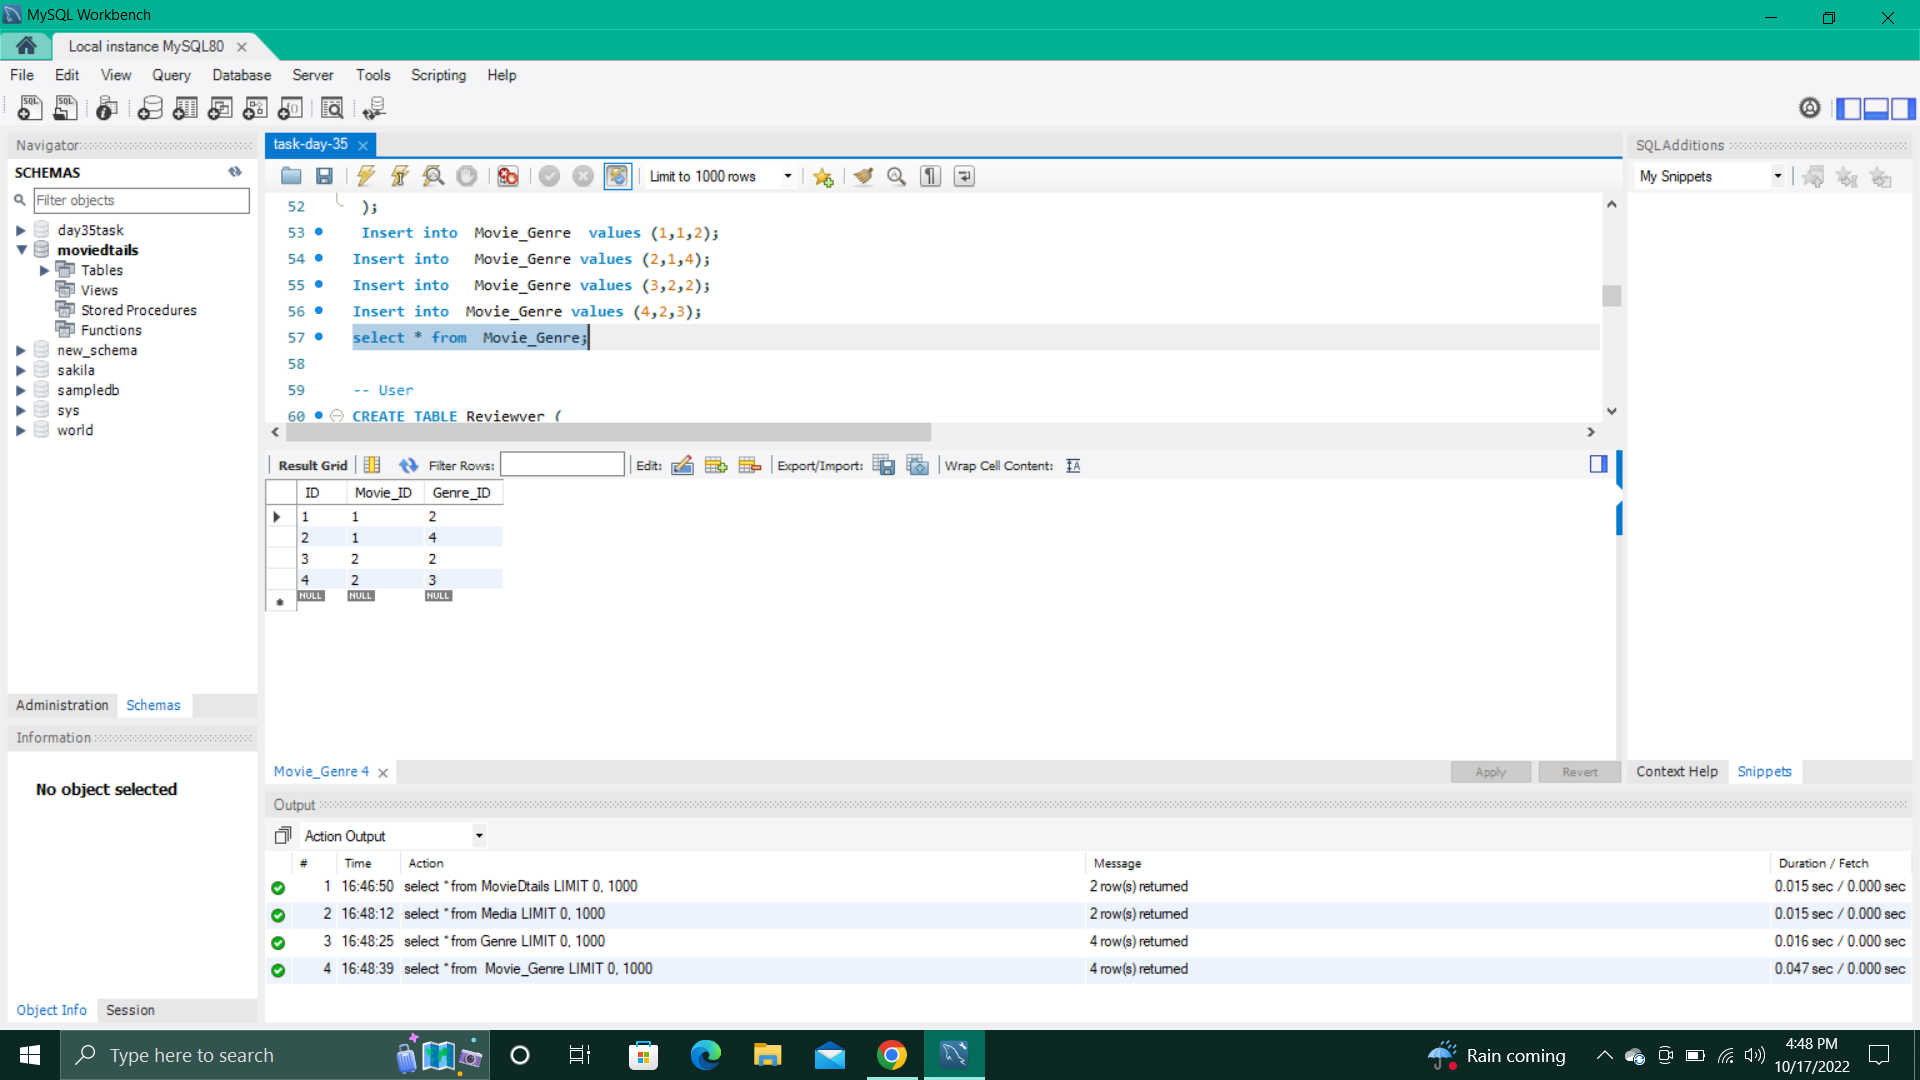 MySQL Workbench
Local instance MySQL80
File Edit View Query Database Server Tools Scripting Help
Navigator
SCHEMAS
Filter objects
day35task
moviedtails
Tables
Views
Stored Procedures
Functions
new_schema
sakila
sampledb
sys
world
Administration Schemas
Information
No object selected
Object Info Session
task-day-35
Limit to 1000 rows
52 );
53 Insert into Movie_Genre values (1,1,2);
54 Insert into Movie_Genre values (2,1,4);
55 Insert into Movie_Genre values (3,2,2);
56 Insert into Movie_Genre values (4,2,3);
57 select * from Movie_Genre;
58
59 -- User
60 CREATE TABLE Reviewver (
Result Grid Filter Rows: Edit: Export/Import: Wrap Cell Content:
ID Movie_ID Genre_ID
1 1 2
2 1 4
3 2 2
4 2 3
NULL NULL NULL
Movie_Genre 4
Apply Revert
SQLAdditions
My Snippets
Context Help Snippets
Output
Action Output
# Time Action Message Duration / Fetch
1 16:46:50 select * from MovieDtails LIMIT 0, 1000 2 row(s) returned 0.015 sec / 0.000 sec
2 16:48:12 select * from Media LIMIT 0, 1000 2 row(s) returned 0.015 sec / 0.000 sec
3 16:48:25 select * from Genre LIMIT 0, 1000 4 row(s) returned 0.016 sec / 0.000 sec
4 16:48:39 select * from Movie_Genre LIMIT 0, 1000 4 row(s) returned 0.047 sec / 0.000 sec
Type here to search
Rain coming
4:48 PM
10/17/2022